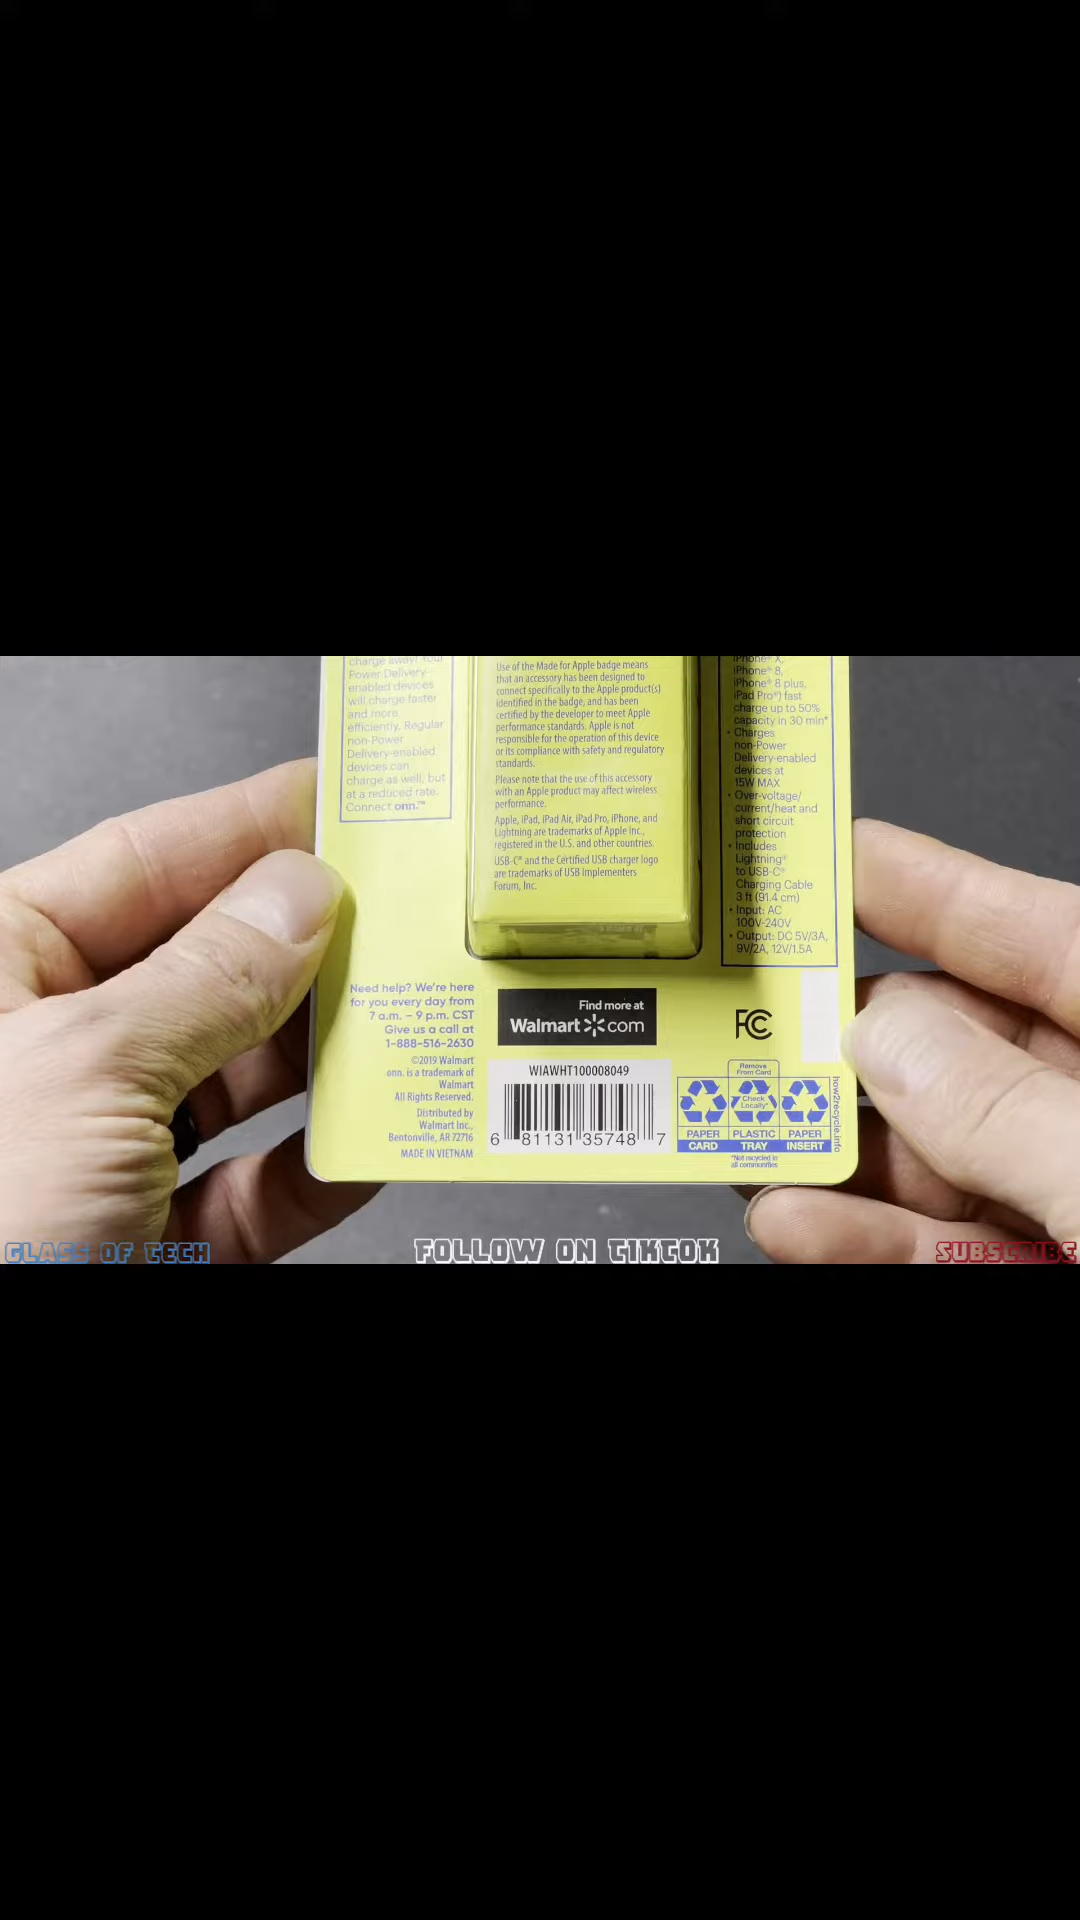 charge away! Your
Power Delivery-
enabled devices
will charge faster
and more
efficiently. Regular
non-Power
Delivery-enabled
devices can
charge as well, but
at a reduced rate.
Connect onn.™
Use of the Made for Apple badge means
that an accessory has been designed to
connect specifically to the Apple product(s)
identified in the badge, and has been
certified by the developer to meet Apple
performance standards. Apple is not
responsible for the operation of this device
or its compliance with safety and regulatory
standards.
Please note that the use of this accessory
with an Apple product may affect wireless
performance.
Apple, iPad, iPad Air, iPad Pro, iPhone, and
Lightning are trademarks of Apple Inc.,
registered in the U.S. and other countries.
USB-C® and the Certified USB charger logo
are trademarks of USB Implementers
Forum, Inc.
iPhone® X,
iPhone® 8,
iPhone® 8 plus,
iPad Pro®) fast
charge up to 50%
capacity in 30 min*
• Charges
non-Power
Delivery-enabled
devices at
15W MAX
• Over-voltage/
current/heat and
short circuit
protection
• Includes
Lightning®
to USB-C®
Charging Cable
3 ft (91.4 cm)
• Input: AC
100V-240V
• Output: DC 5V/3A,
9V/2A, 12V/1.5A
Need help? We're here
for you every day from
7 a.m. – 9 p.m. CST
Give us a call at
1-888-516-2630
©2019 Walmart
onn. is a trademark of
Walmart
All Rights Reserved.
Distributed by
Walmart Inc.,
Bentonville, AR 72716
MADE IN VIETNAM
Find more at
Walmart com
FC
WIAWHT100008049
6 81131 35748 7
Remove
From Card
Check
Locally*
PAPER PLASTIC PAPER
CARD TRAY INSERT
*Not recycled in
all communities
how2recycle.info
GLASS OF TECH
FOLLOW ON TIKTOK
SUBSCRIBE